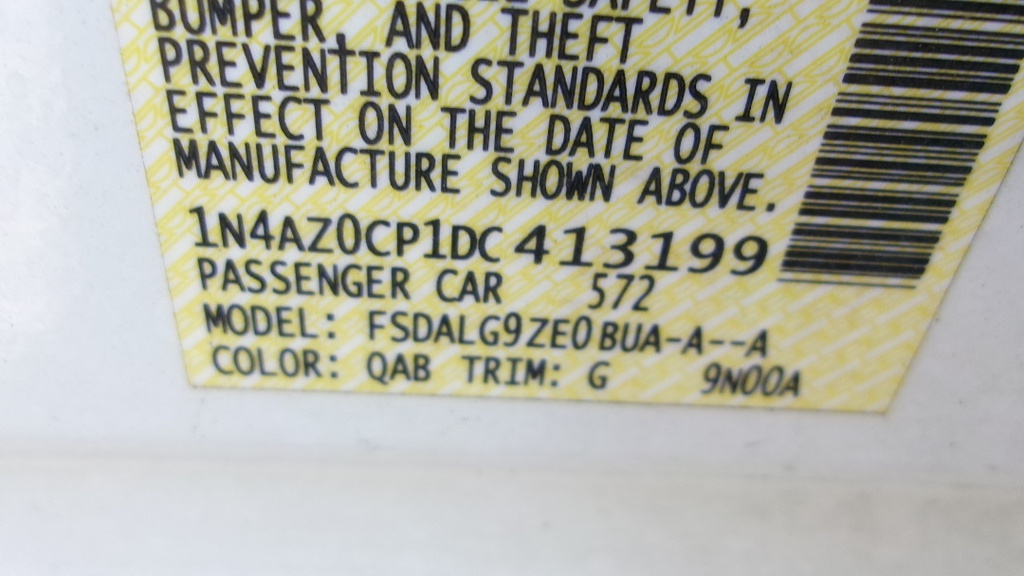 SAFETY,
BUMPER, AND THEFT
PREVENTION STANDARDS IN
EFFECT ON THE DATE OF
MANUFACTURE SHOWN ABOVE.
1N4AZ0CP1DC413199
PASSENGER CAR 572
MODEL: FSDALG9ZE0BUA-A--A
COLOR: QAB TRIM: G 9N00A